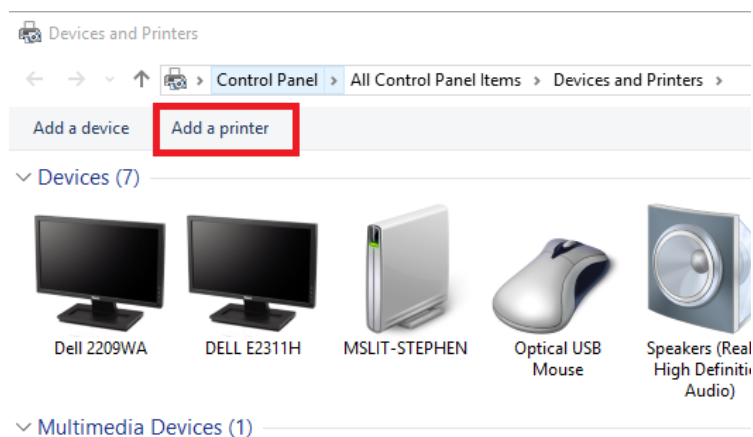 Devices and Printers
Control Panel > All Control Panel Items > Devices and Printers >
Add a device Add a printer
Devices (7)
Dell 2209WA DELL E2311H MSLIT-STEPHEN Optical USB Speakers (Real
Mouse High Definitio
Audio)
Multimedia Devices (1)